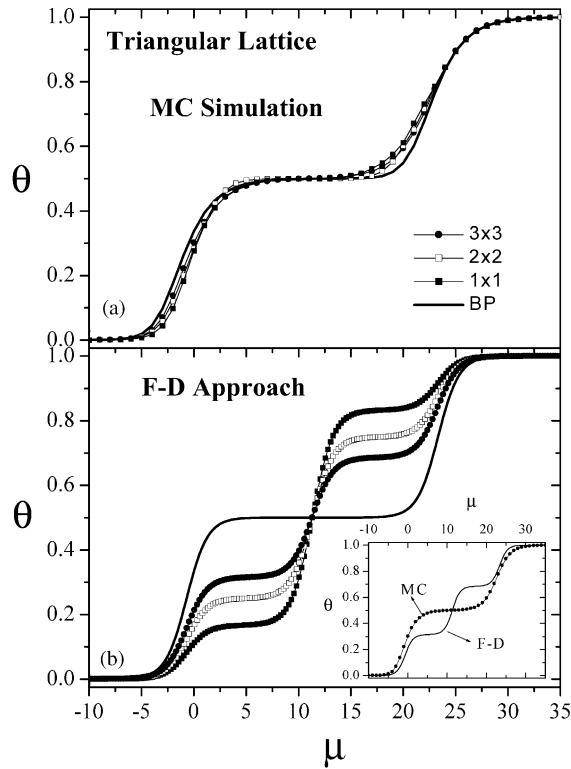 1.0
Triangular Lattice
0.8
MC Simulation
0.6
θ
0.4
3x3
2x2
0.2
1x1
(a)
BP
0.0
1.0
F-D Approach
0.8
0.6
θ
μ
-10 0 10 20 30
0.4
1.0
0.8
MC
0.6
θ
0.4
F-D
0.2
0.2
(b)
0.0
0.0
-10 -5 0 5 10 15 20 25 30 35
μ